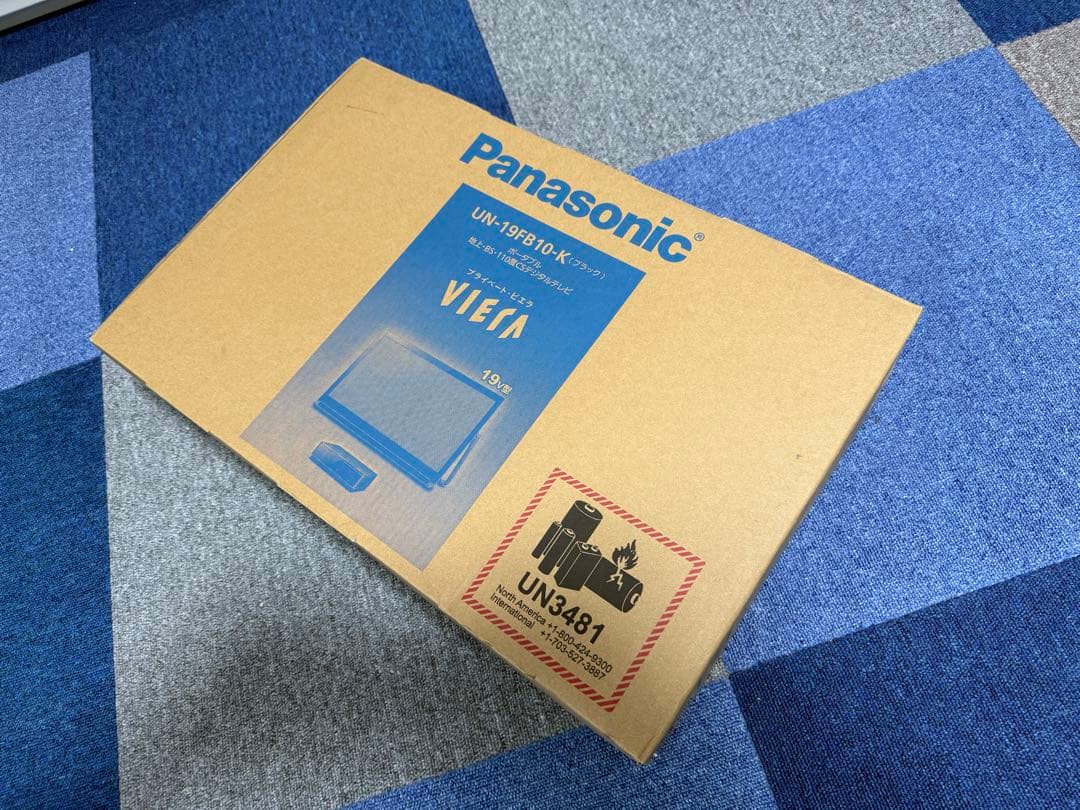 Panasonic®
UN-19FB10-K（ブラック）
ポータブル
地上・BS・110度CSデジタルテレビ
プライベート・ビエラ
VIErA
19V型
UN3481
North America +1-800-424-9300
International +1-703-527-3887